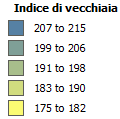 Indice di vecchiaia
207 to 215
199 to 206
191 to 198
183 to 190
175 to 182